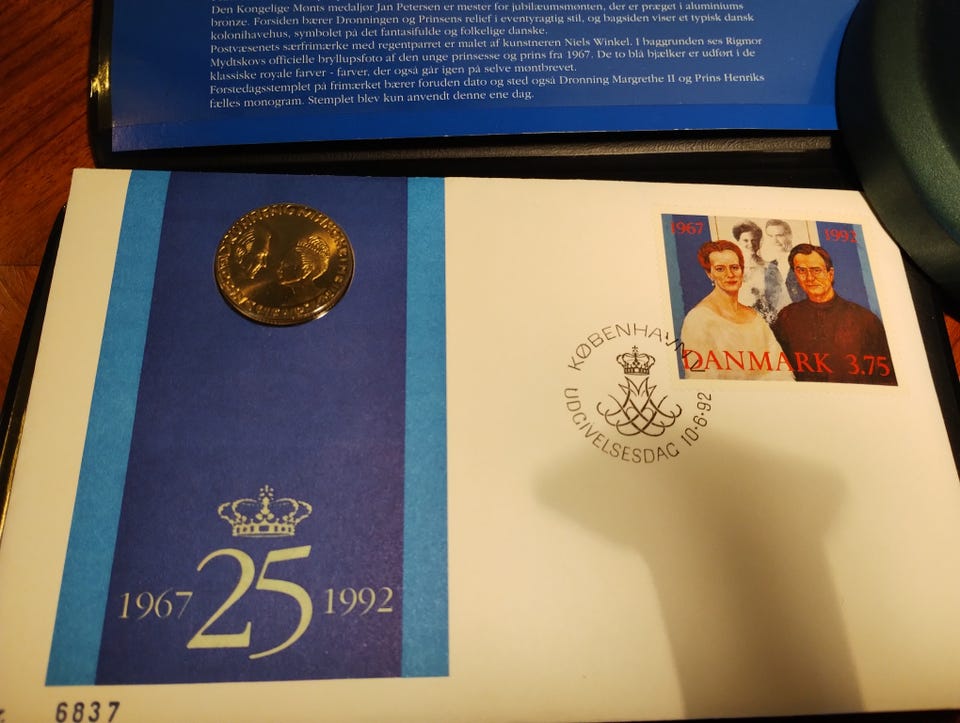 Den Kongelige Monts medaljør Jan Petersen er mester for jubilæumsmønten, der er præget i aluminiums
bronze. Forsiden bærer Dronningen og Prinsens relief i eventyragtig stil, og bagsiden viser et typisk dansk
kolonihavehus, symbolet på det fantasifulde og folkelige danske.
Postvæsenets særfrimærke med regentparret er malet af kunstneren Niels Winkel. I baggrunden ses Rigmor
Mydtskovs officielle bryllupsfoto af den unge prinsesse og prins fra 1967. De to blå bjælker er udført i de
klassiske royale farver - farver, der også går igen på selve møntbrevet.
Førstedagsstemplet på frimærket bærer foruden dato og sted også Dronning Margrethe II og Prins Henriks
fælles monogram. Stemplet blev kun anvendt denne ene dag.
1967 1992
DANMARK 3.75
KØBENHAVN
UDGIVELSESDAG 10-6-92
1967 25 1992
6837